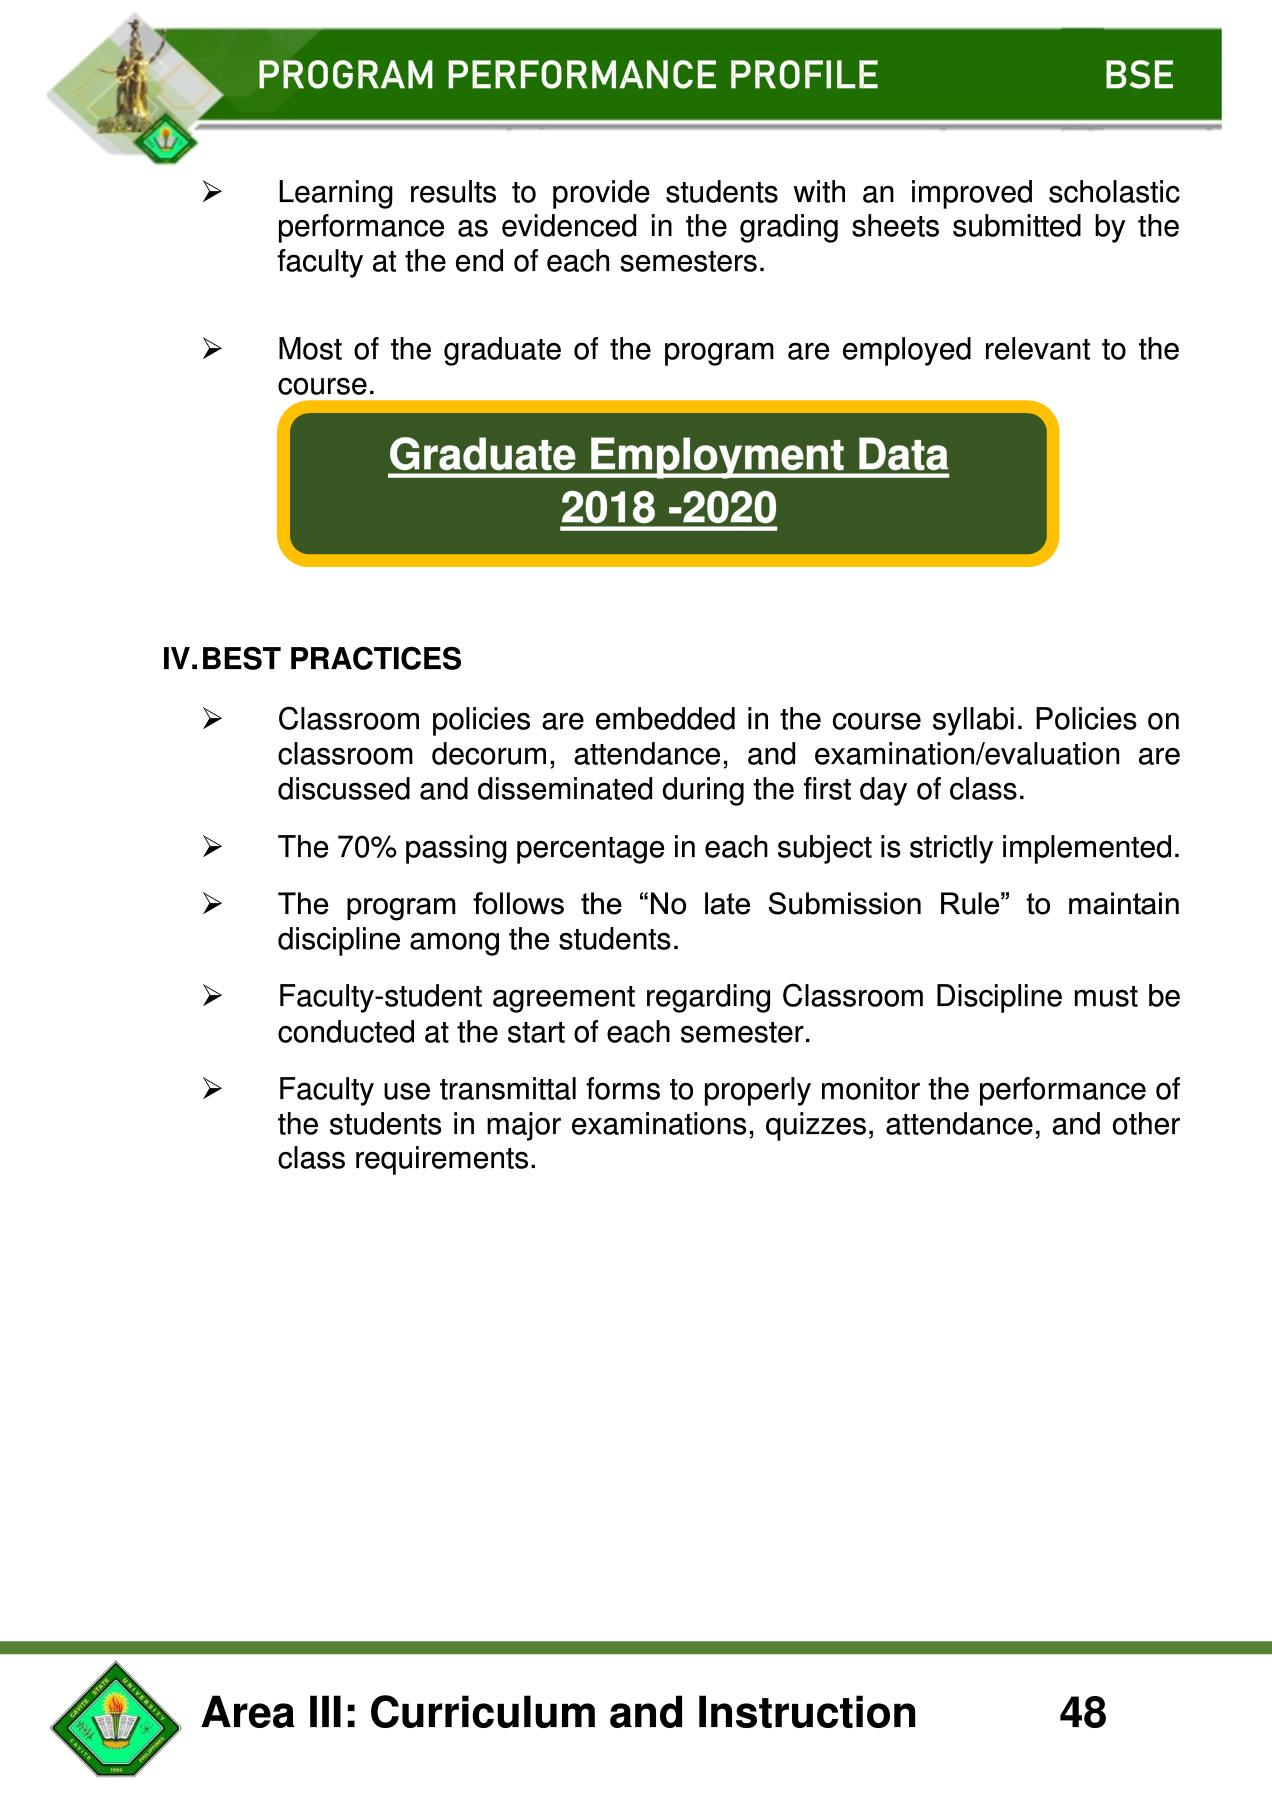 PROGRAM PERFORMANCE PROFILE BSE
➢ Learning results to provide students with an improved scholastic
performance as evidenced in the grading sheets submitted by the
faculty at the end of each semesters.
➢ Most of the graduate of the program are employed relevant to the
course.
Graduate Employment Data
2018 -2020
IV. BEST PRACTICES
➢ Classroom policies are embedded in the course syllabi. Policies on
classroom decorum, attendance, and examination/evaluation are
discussed and disseminated during the first day of class.
➢ The 70% passing percentage in each subject is strictly implemented.
➢ The program follows the “No late Submission Rule” to maintain
discipline among the students.
➢ Faculty-student agreement regarding Classroom Discipline must be
conducted at the start of each semester.
➢ Faculty use transmittal forms to properly monitor the performance of
the students in major examinations, quizzes, attendance, and other
class requirements.
CAVITE STATE UNIVERSITY
CAVITE PHILIPPINES
Area III: Curriculum and Instruction 48